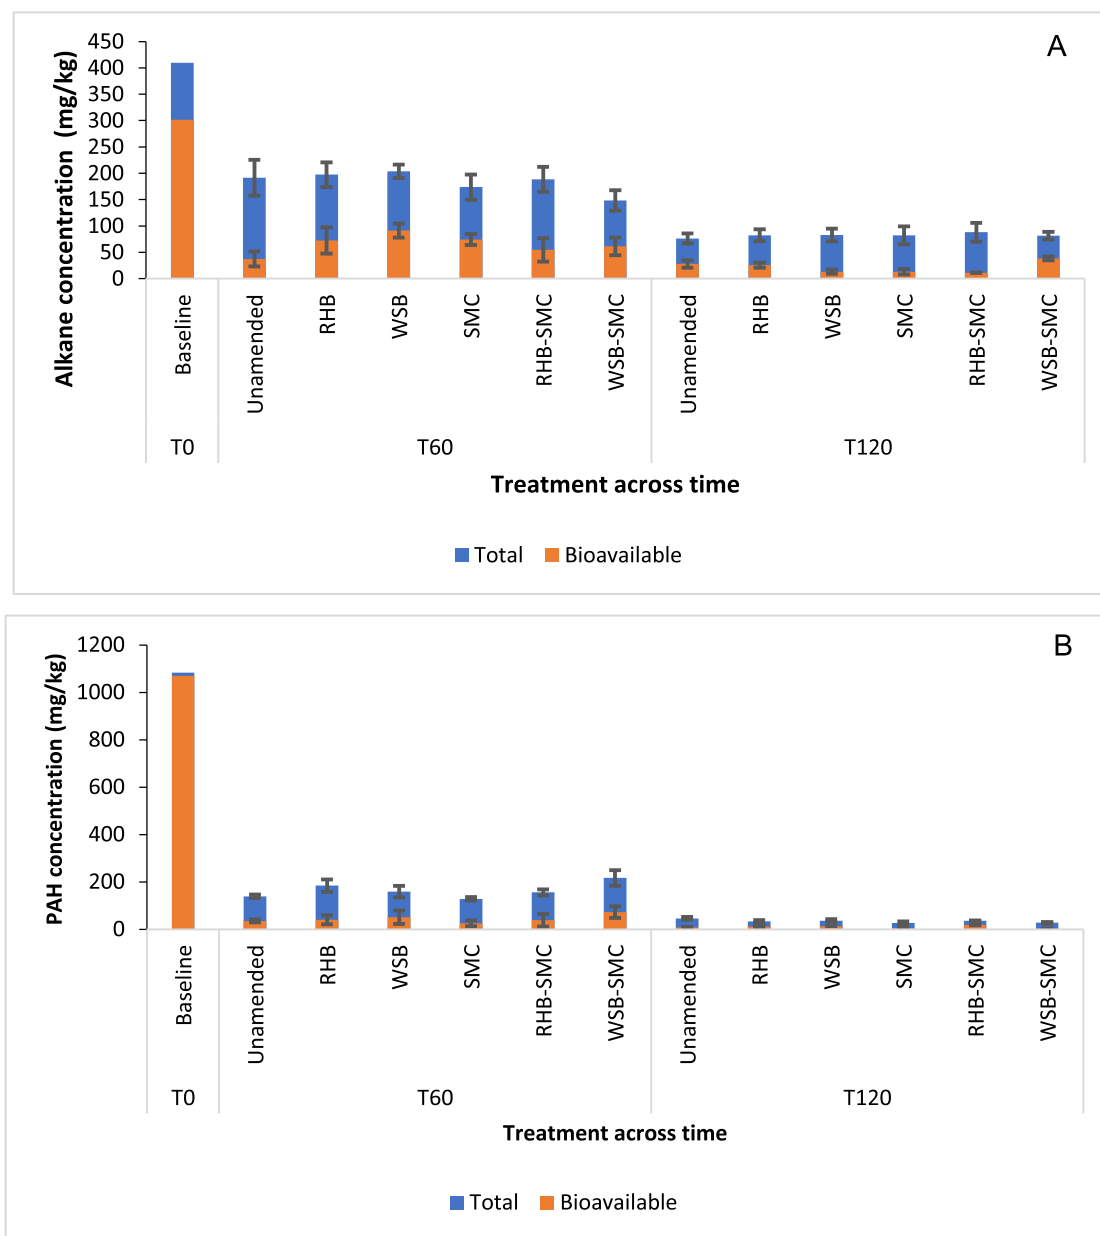 A
Alkane concentration (mg/kg)
450
400
350
300
250
200
150
100
50
0
Baseline
Unamended
RHB
WSB
SMC
RHB-SMC
WSB-SMC
Unamended
RHB
WSB
SMC
RHB-SMC
WSB-SMC
T0
T60
T120
Treatment across time
Total
Bioavailable
B
PAH concentration (mg/kg)
1200
1000
800
600
400
200
0
Baseline
Unamended
RHB
WSB
SMC
RHB-SMC
WSB-SMC
Unamended
RHB
WSB
SMC
RHB-SMC
WSB-SMC
T0
T60
T120
Treatment across time
Total
Bioavailable